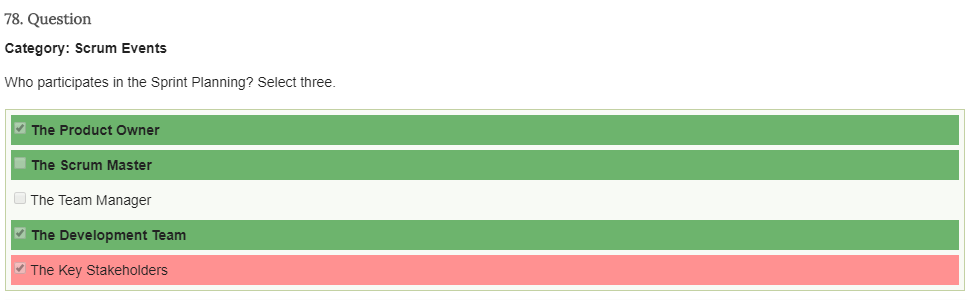 78. Question
Category: Scrum Events
Who participates in the Sprint Planning? Select three.
The Product Owner
The Scrum Master
The Team Manager
The Development Team
The Key Stakeholders